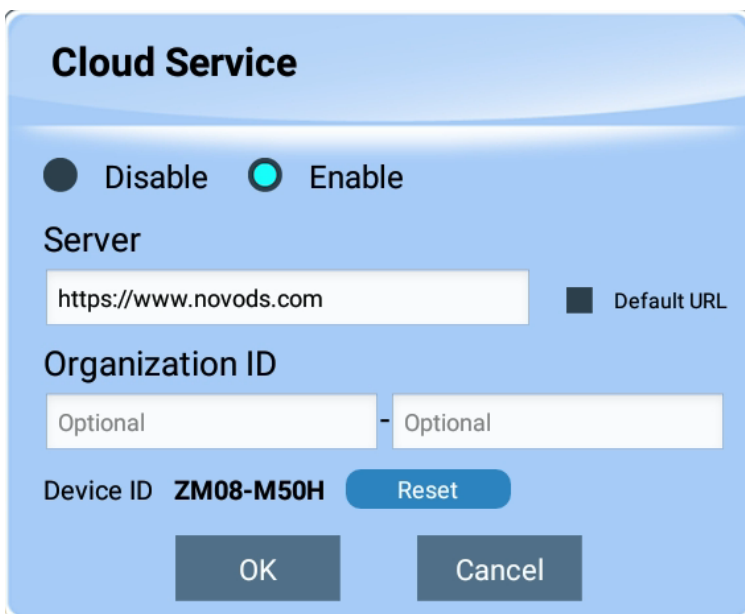 Cloud Service
Disable Enable
Server
https://www.novods.com Default URL
Organization ID
Optional - Optional
Device ID ZM08-M50H Reset
OK Cancel